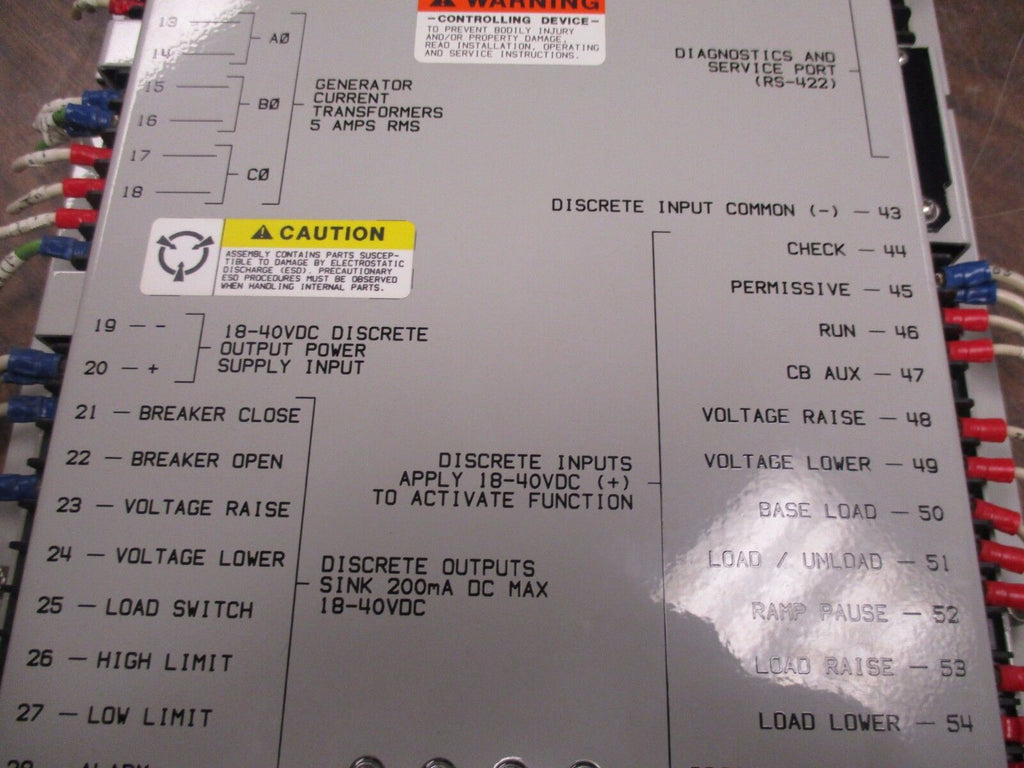 WARNING
-CONTROLLING DEVICE-
TO PREVENT BODILY INJURY
AND/OR PROPERTY DAMAGE,
READ INSTALLATION, OPERATING
AND SERVICE INSTRUCTIONS.
13
14
AØ
15
16
BØ
17
18
CØ
GENERATOR
CURRENT
TRANSFORMERS
5 AMPS RMS
DIAGNOSTICS AND
SERVICE PORT
(RS-422)
CAUTION
ASSEMBLY CONTAINS PARTS SUSCEP-
TIBLE TO DAMAGE BY ELECTROSTATIC
DISCHARGE (ESD). PRECAUTIONARY
ESD PROCEDURES MUST BE OBSERVED
WHEN HANDLING INTERNAL PARTS.
19 - -
20 - +
18-40VDC DISCRETE
OUTPUT POWER
SUPPLY INPUT
21 - BREAKER CLOSE
22 - BREAKER OPEN
23 - VOLTAGE RAISE
24 - VOLTAGE LOWER
25 - LOAD SWITCH
26 - HIGH LIMIT
27 - LOW LIMIT
DISCRETE OUTPUTS
SINK 200mA DC MAX
18-40VDC
DISCRETE INPUT COMMON (-) - 43
CHECK - 44
PERMISSIVE - 45
RUN - 46
CB AUX - 47
VOLTAGE RAISE - 48
VOLTAGE LOWER - 49
BASE LOAD - 50
LOAD / UNLOAD - 51
RAMP PAUSE - 52
LOAD RAISE - 53
LOAD LOWER - 54
DISCRETE INPUTS
APPLY 18-40VDC (+)
TO ACTIVATE FUNCTION